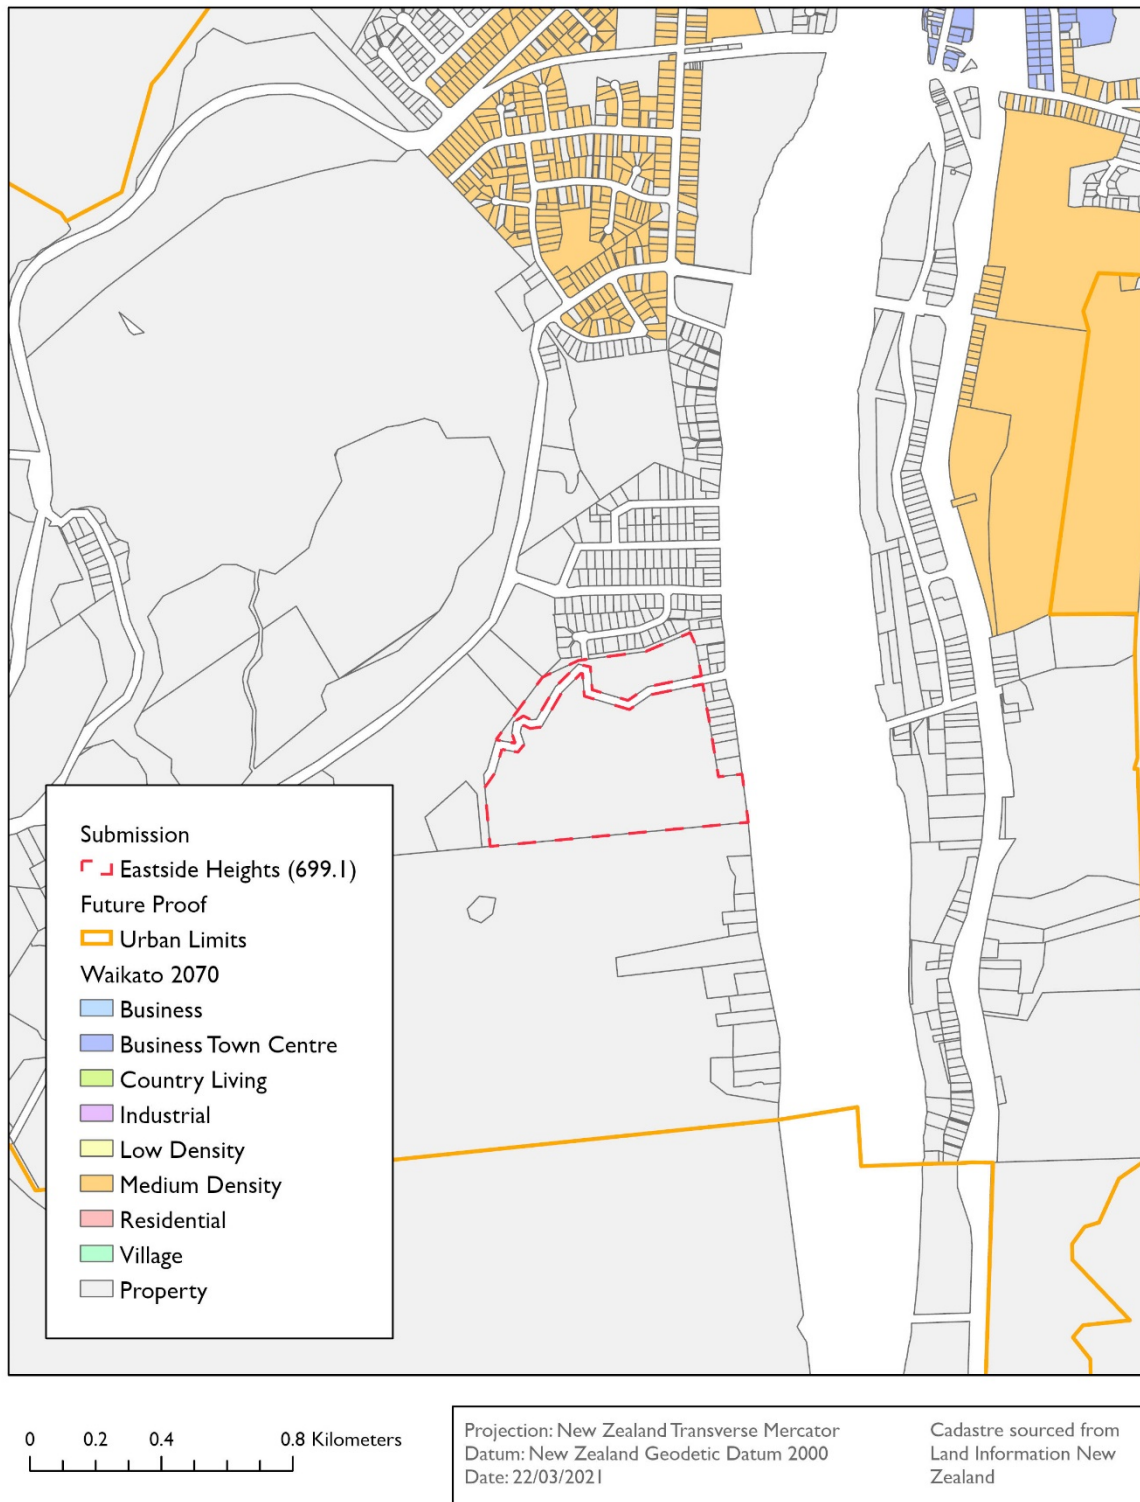 Submission
Eastside Heights (699.1)
Future Proof
Urban Limits
Waikato 2070
Business
Business Town Centre
Country Living
Industrial
Low Density
Medium Density
Residential
Village
Property
0 0.2 0.4 0.8 Kilometers
Projection: New Zealand Transverse Mercator
Datum: New Zealand Geodetic Datum 2000
Date: 22/03/2021
Cadastre sourced from
Land Information New
Zealand